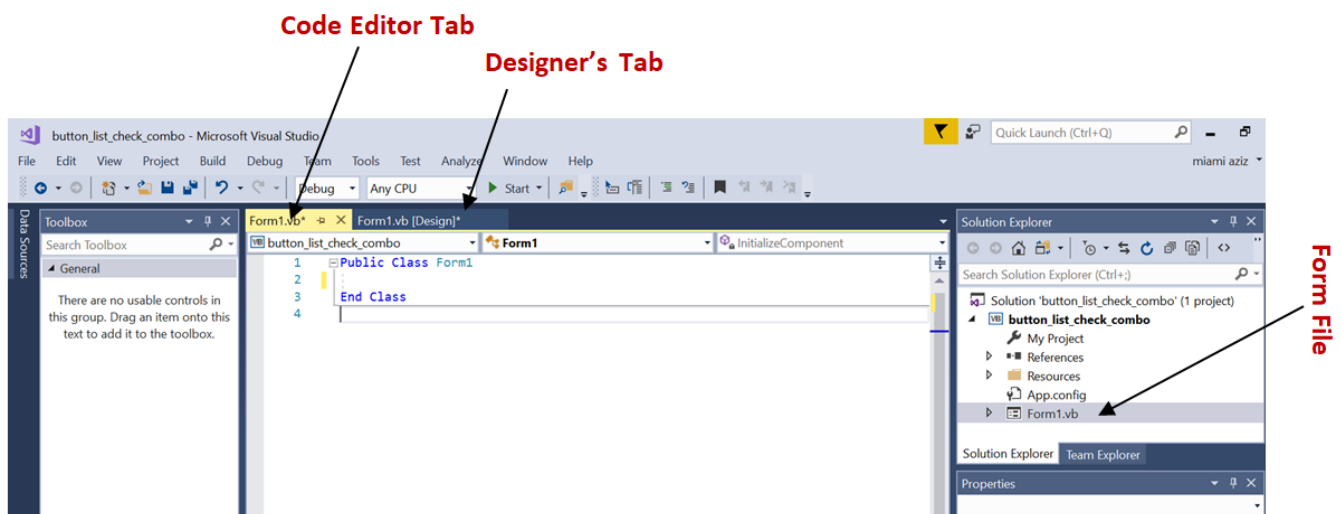 Code Editor Tab
Designer's Tab
button_list_check_combo - Microsoft Visual Studio
Quick Launch (Ctrl+Q)
File Edit View Project Build Debug Team Tools Test Analyze Window Help
miami aziz
Debug Any CPU Start
Data Sources
Toolbox
Search Toolbox
General
There are no usable controls in
this group. Drag an item onto this
text to add it to the toolbox.
Form1.vb* Form1.vb [Design]*
VB button_list_check_combo Form1 InitializeComponent
1 Public Class Form1
2
3 End Class
4
Solution Explorer
Search Solution Explorer (Ctrl+;)
Solution 'button_list_check_combo' (1 project)
VB button_list_check_combo
My Project
References
Resources
App.config
Form1.vb
Solution Explorer Team Explorer
Properties
Form File